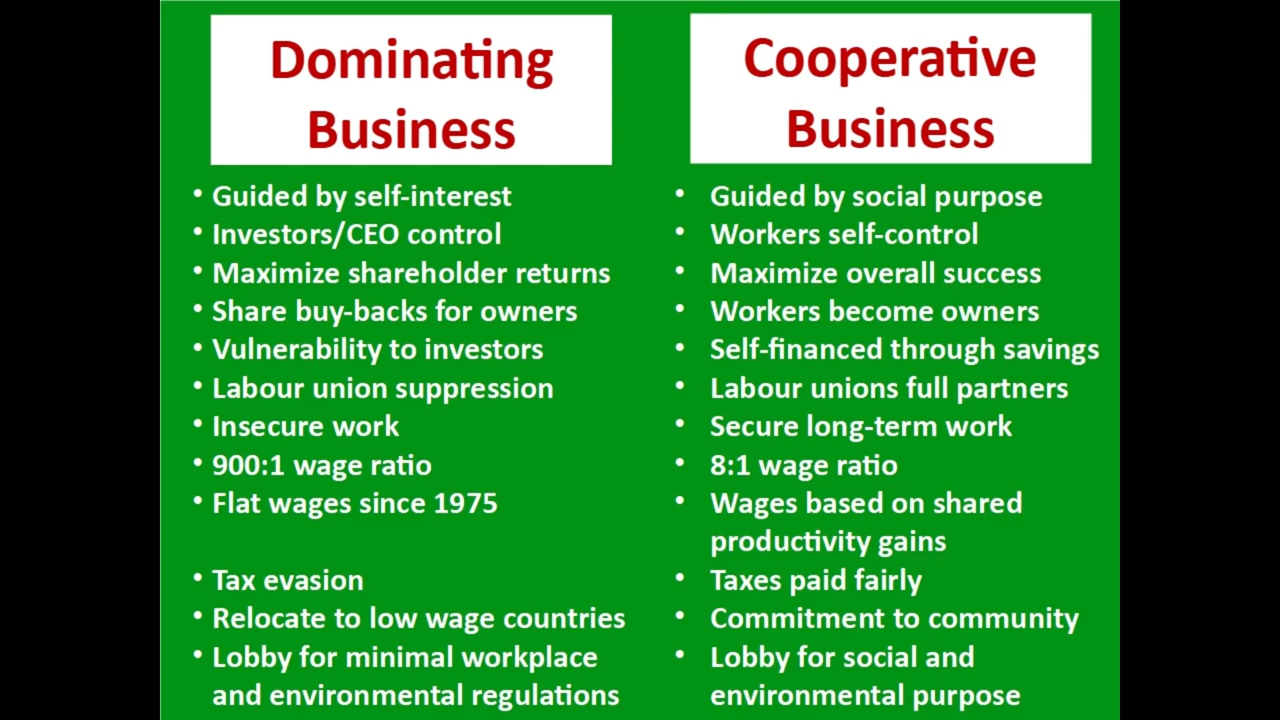 Dominating
Business
• Guided by self-interest
• Investors/CEO control
• Maximize shareholder returns
• Share buy-backs for owners
• Vulnerability to investors
• Labour union suppression
• Insecure work
• 900:1 wage ratio
• Flat wages since 1975
• Tax evasion
• Relocate to low wage countries
• Lobby for minimal workplace
and environmental regulations
Cooperative
Business
• Guided by social purpose
• Workers self-control
• Maximize overall success
• Workers become owners
• Self-financed through savings
• Labour unions full partners
• Secure long-term work
• 8:1 wage ratio
• Wages based on shared
productivity gains
• Taxes paid fairly
• Commitment to community
• Lobby for social and
environmental purpose